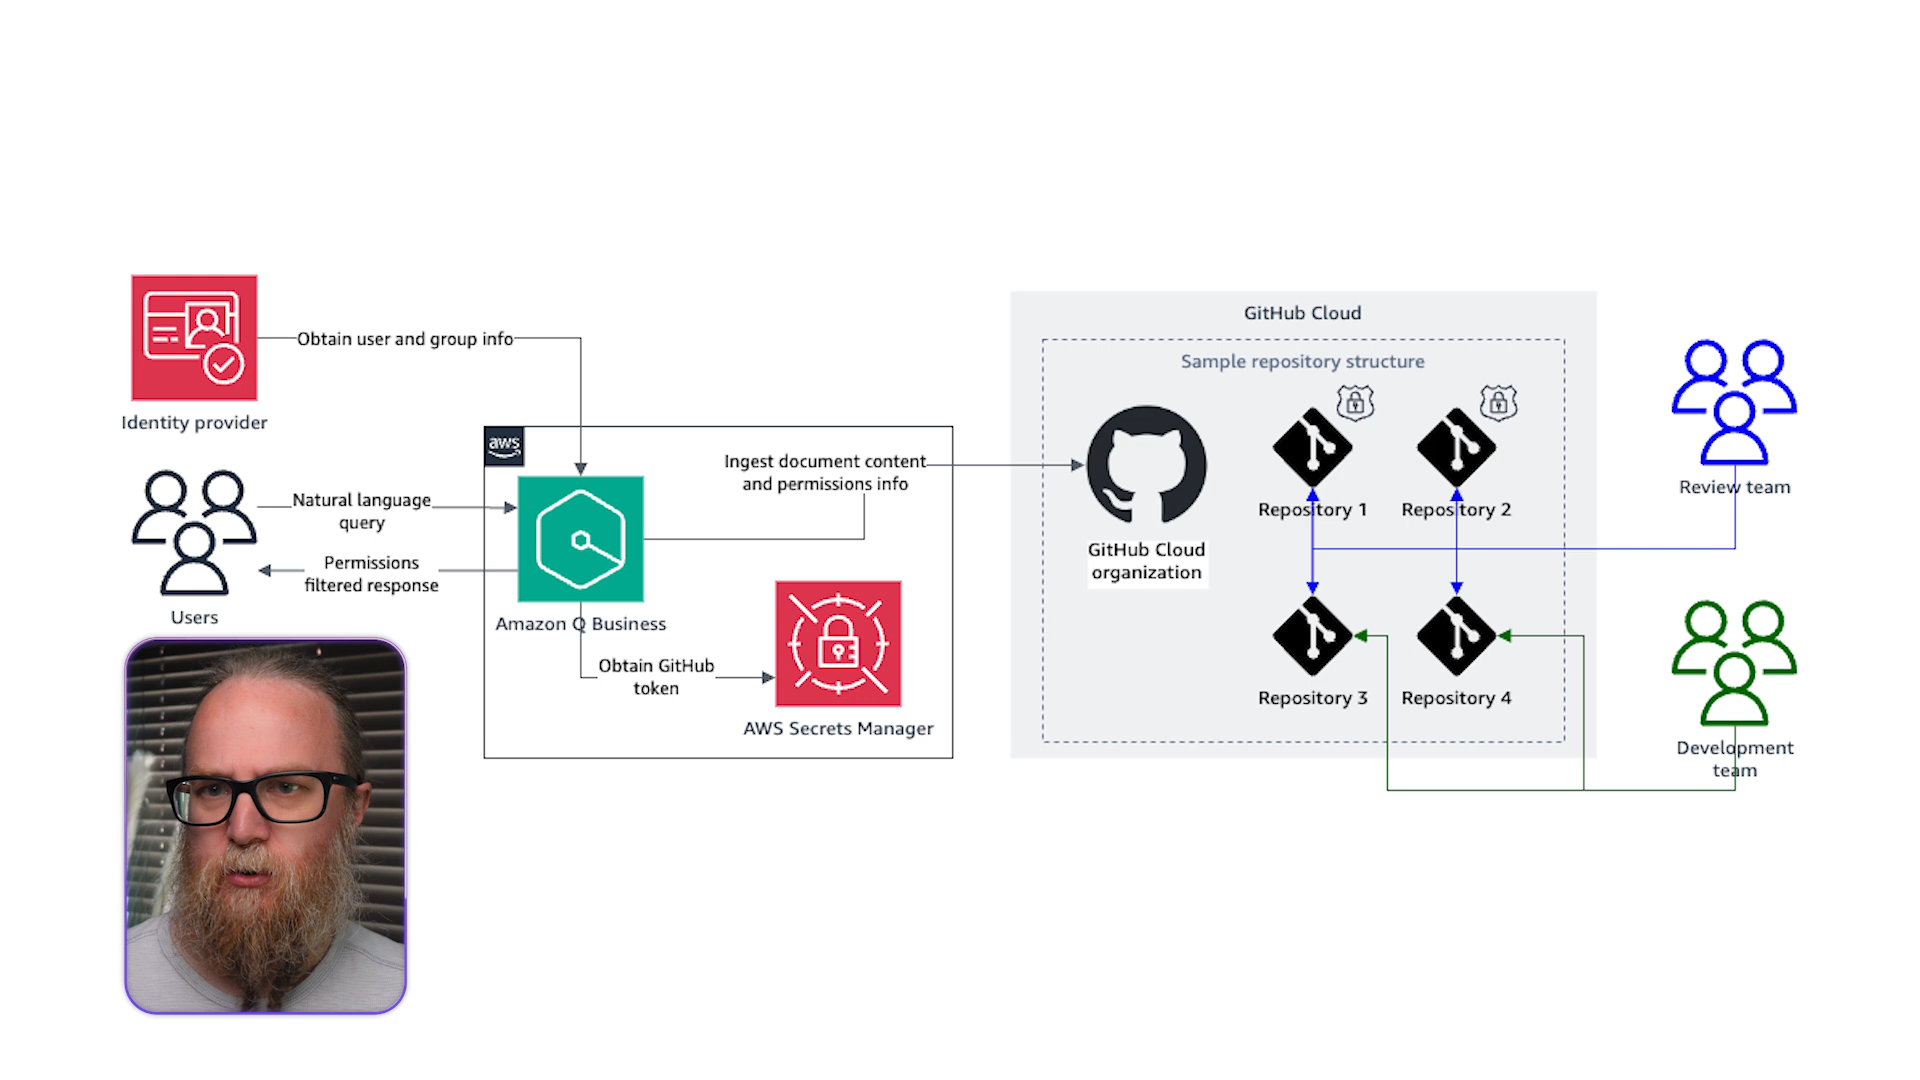 Obtain user and group info
Identity provider
aws
Natural language
query
Permissions
filtered response
Users
Amazon Q Business
Ingest document content
and permissions info
Obtain GitHub
token
AWS Secrets Manager
GitHub Cloud
Sample repository structure
GitHub Cloud
organization
Repository 1
Repository 2
Repository 3
Repository 4
Review team
Development
team